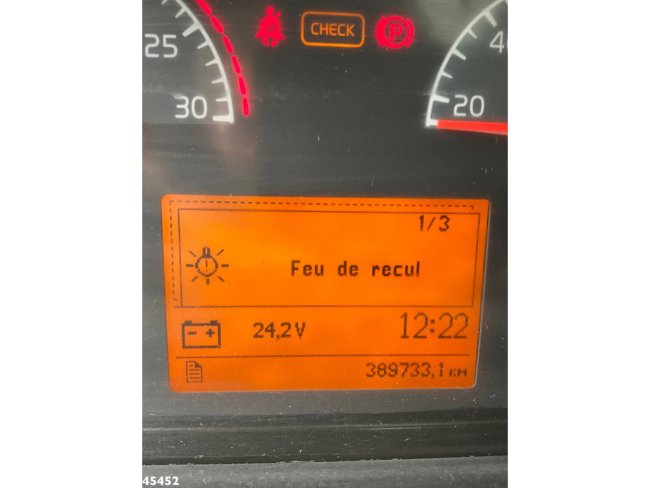 25
30
CHECK
P
20
1/3
Feu de recul
24,2V
12:22
389733,1 KM
45452